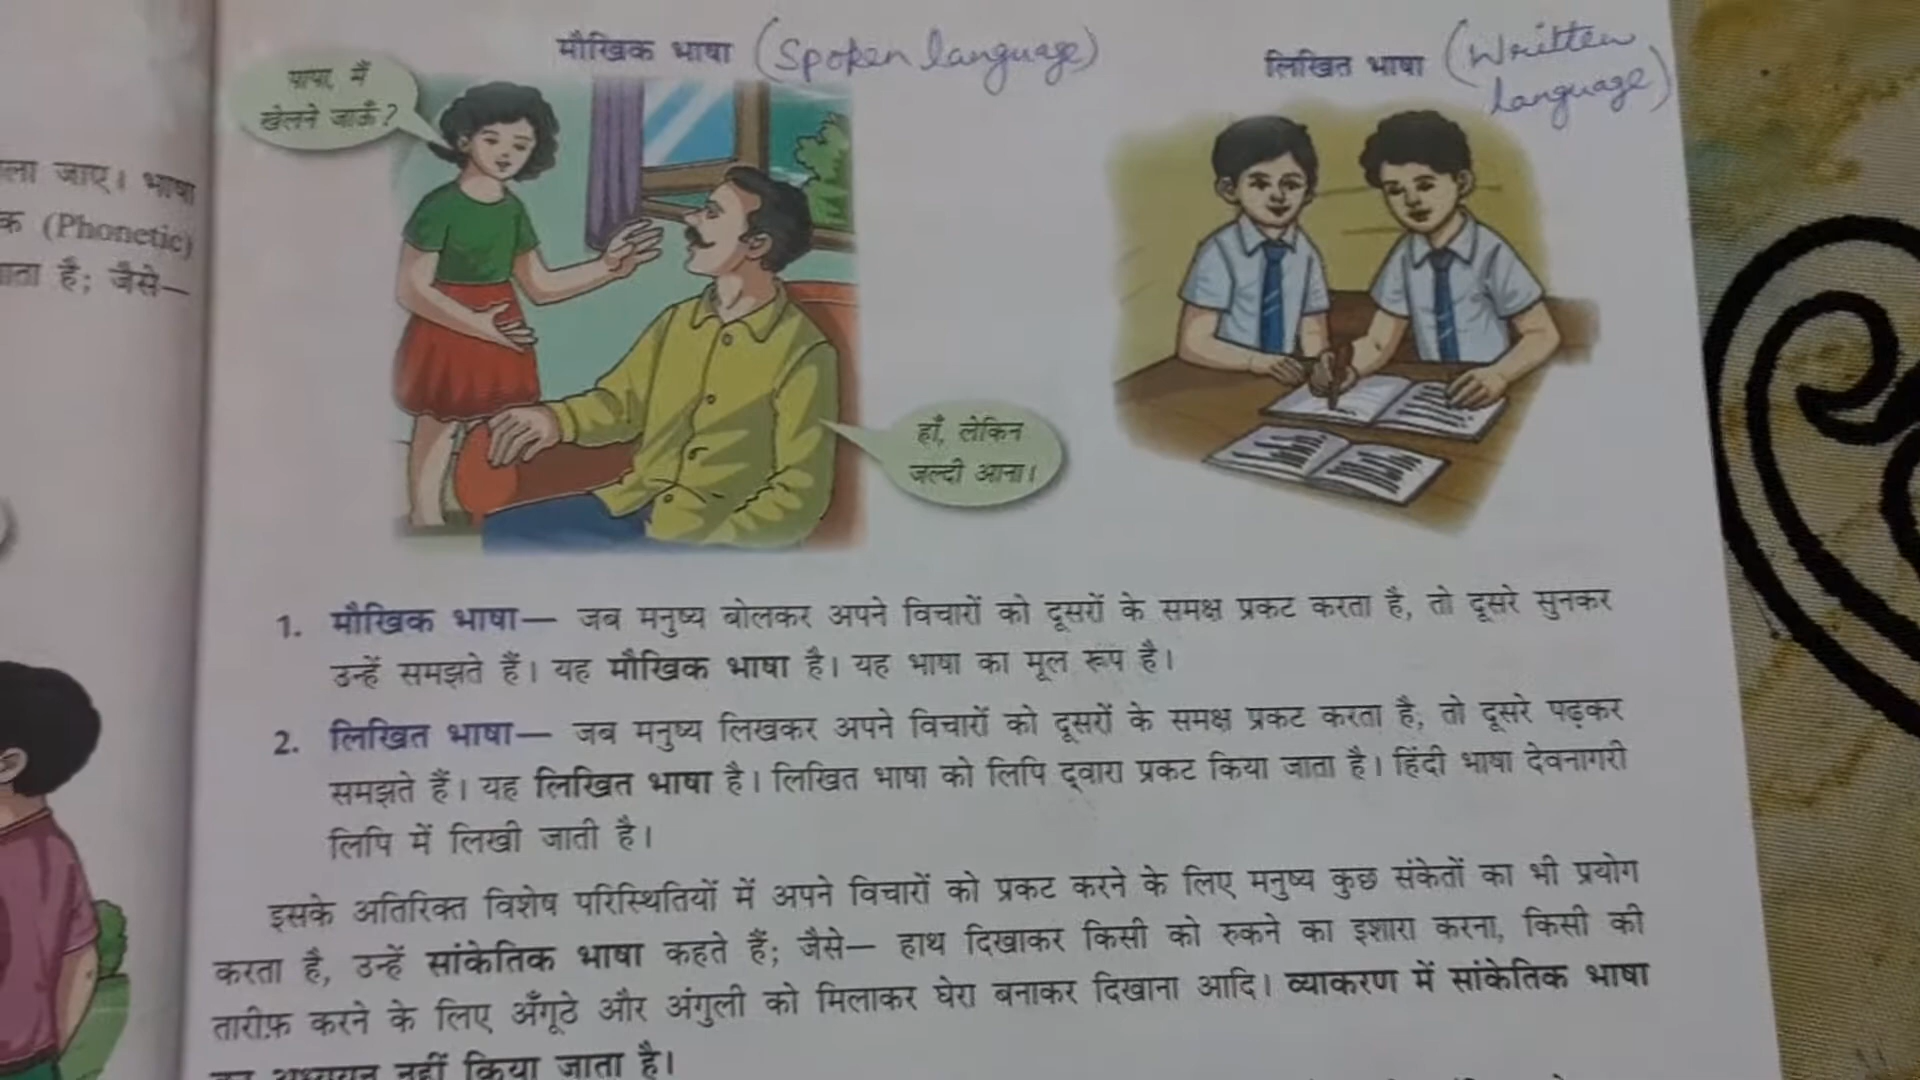 ला जाए। भाषा
क (Phonetic)
ाता है; जैसे—
मौखिक भाषा (Spoken language)
लिखित भाषा (Written
language)
पापा, मैं
खेलने जाऊँ?
हाँ, लेकिन
जल्दी आना।
1. मौखिक भाषा— जब मनुष्य बोलकर अपने विचारों को दूसरों के समक्ष प्रकट करता है, तो दूसरे सुनकर
उन्हें समझते हैं। यह मौखिक भाषा है। यह भाषा का मूल रूप है।
2. लिखित भाषा— जब मनुष्य लिखकर अपने विचारों को दूसरों के समक्ष प्रकट करता है, तो दूसरे पढ़कर
समझते हैं। यह लिखित भाषा है। लिखित भाषा को लिपि द्‌वारा प्रकट किया जाता है। हिंदी भाषा देवनागरी
लिपि में लिखी जाती है।
इसके अतिरिक्त विशेष परिस्थितियों में अपने विचारों को प्रकट करने के लिए मनुष्य कुछ संकेतों का भी प्रयोग
करता है, उन्हें सांकेतिक भाषा कहते हैं; जैसे— हाथ दिखाकर किसी को रुकने का इशारा करना, किसी की
तारीफ़ करने के लिए अँगूठे और अंगुली को मिलाकर घेरा बनाकर दिखाना आदि। व्याकरण में सांकेतिक भाषा
का अध्ययन नहीं किया जाता है।